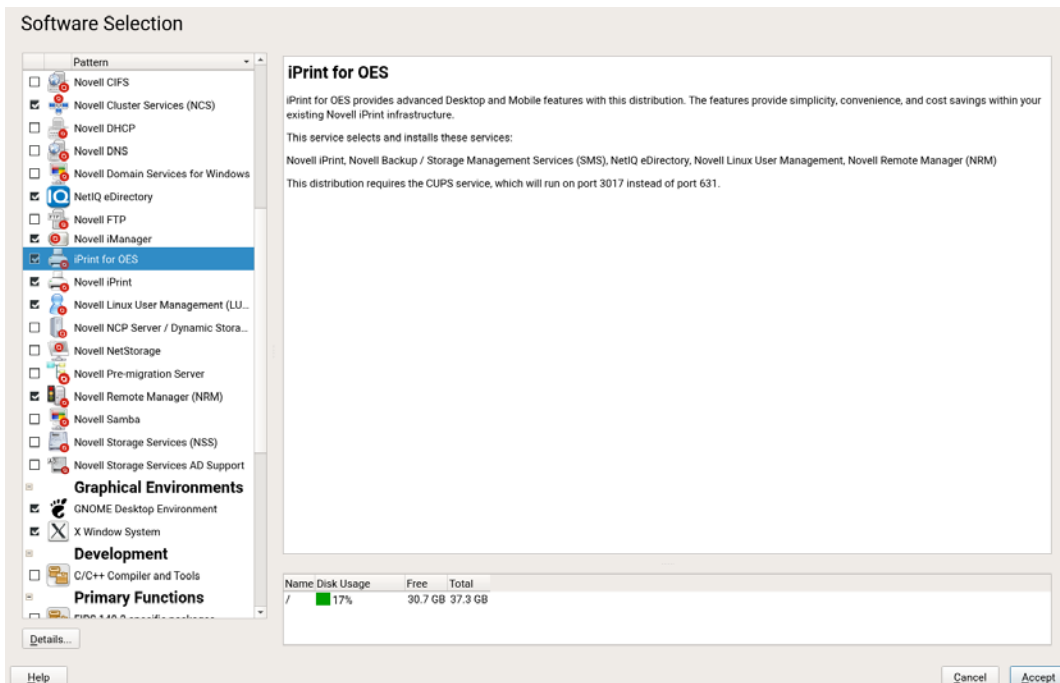 Software Selection
Pattern
Novell CIFS
Novell Cluster Services (NCS)
Novell DHCP
Novell DNS
Novell Domain Services for Windows
NetIQ eDirectory
Novell FTP
Novell iManager
iPrint for OES
Novell iPrint
Novell Linux User Management (LU...
Novell NCP Server / Dynamic Stora...
Novell NetStorage
Novell Pre-migration Server
Novell Remote Manager (NRM)
Novell Samba
Novell Storage Services (NSS)
Novell Storage Services AD Support
Graphical Environments
GNOME Desktop Environment
X Window System
Development
C/C++ Compiler and Tools
Primary Functions
FIPS 140-2 specific packages
Details...
iPrint for OES
iPrint for OES provides advanced Desktop and Mobile features with this distribution. The features provide simplicity, convenience, and cost savings within your
existing Novell iPrint infrastructure.
This service selects and installs these services:
Novell iPrint, Novell Backup / Storage Management Services (SMS), NetIQ eDirectory, Novell Linux User Management, Novell Remote Manager (NRM)
This distribution requires the CUPS service, which will run on port 3017 instead of port 631.
Name Disk Usage Free Total
/ 17% 30.7 GB 37.3 GB
Help
Cancel
Accept